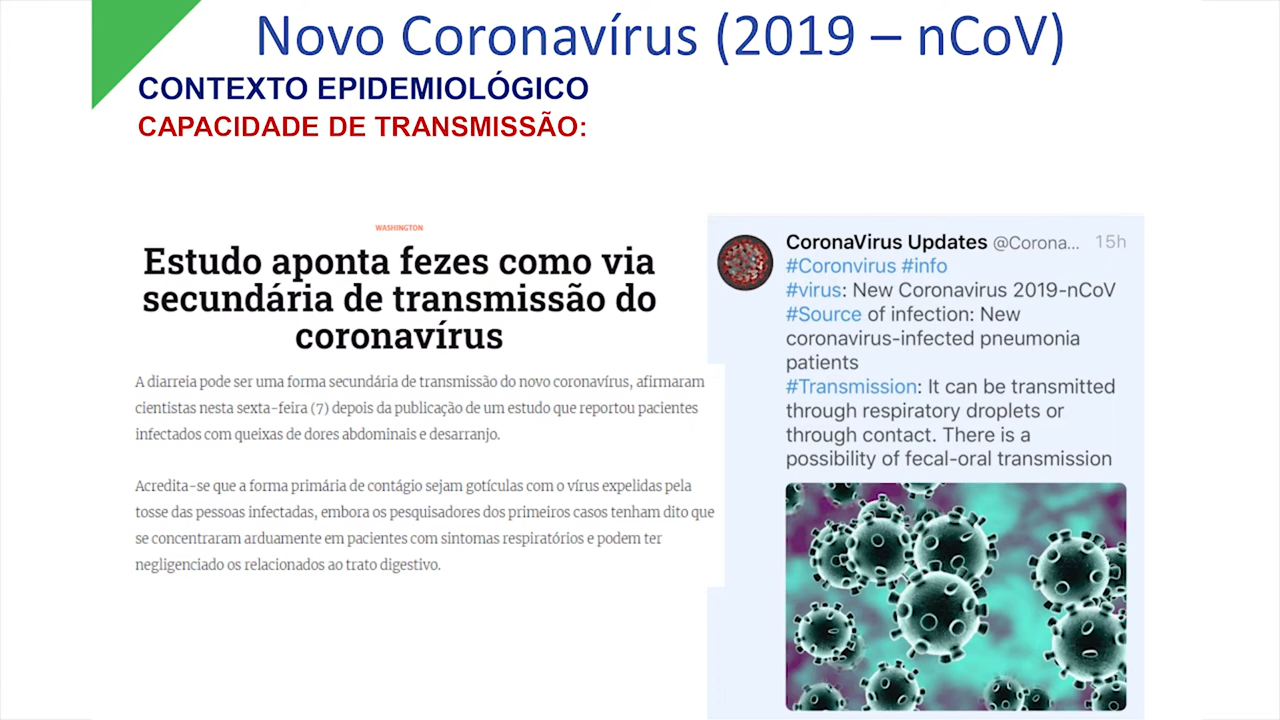 Novo Coronavírus (2019 – nCoV)
CONTEXTO EPIDEMIOLÓGICO
CAPACIDADE DE TRANSMISSÃO:
WASHINGTON
Estudo aponta fezes como via
secundária de transmissão do
coronavírus
A diarreia pode ser uma forma secundária de transmissão do novo coronavírus, afirmaram
cientistas nesta sexta-feira (7) depois da publicação de um estudo que reportou pacientes
infectados com queixas de dores abdominais e desarranjo.
Acredita-se que a forma primária de contágio sejam gotículas com o vírus expelidas pela
tosse das pessoas infectadas, embora os pesquisadores dos primeiros casos tenham dito que
se concentraram arduamente em pacientes com sintomas respiratórios e podem ter
negligenciado os relacionados ao trato digestivo.
CoronaVirus Updates @Corona... 15h
#Coronvirus #info
#virus: New Coronavirus 2019-nCoV
#Source of infection: New
coronavirus-infected pneumonia
patients
#Transmission: It can be transmitted
through respiratory droplets or
through contact. There is a
possibility of fecal-oral transmission